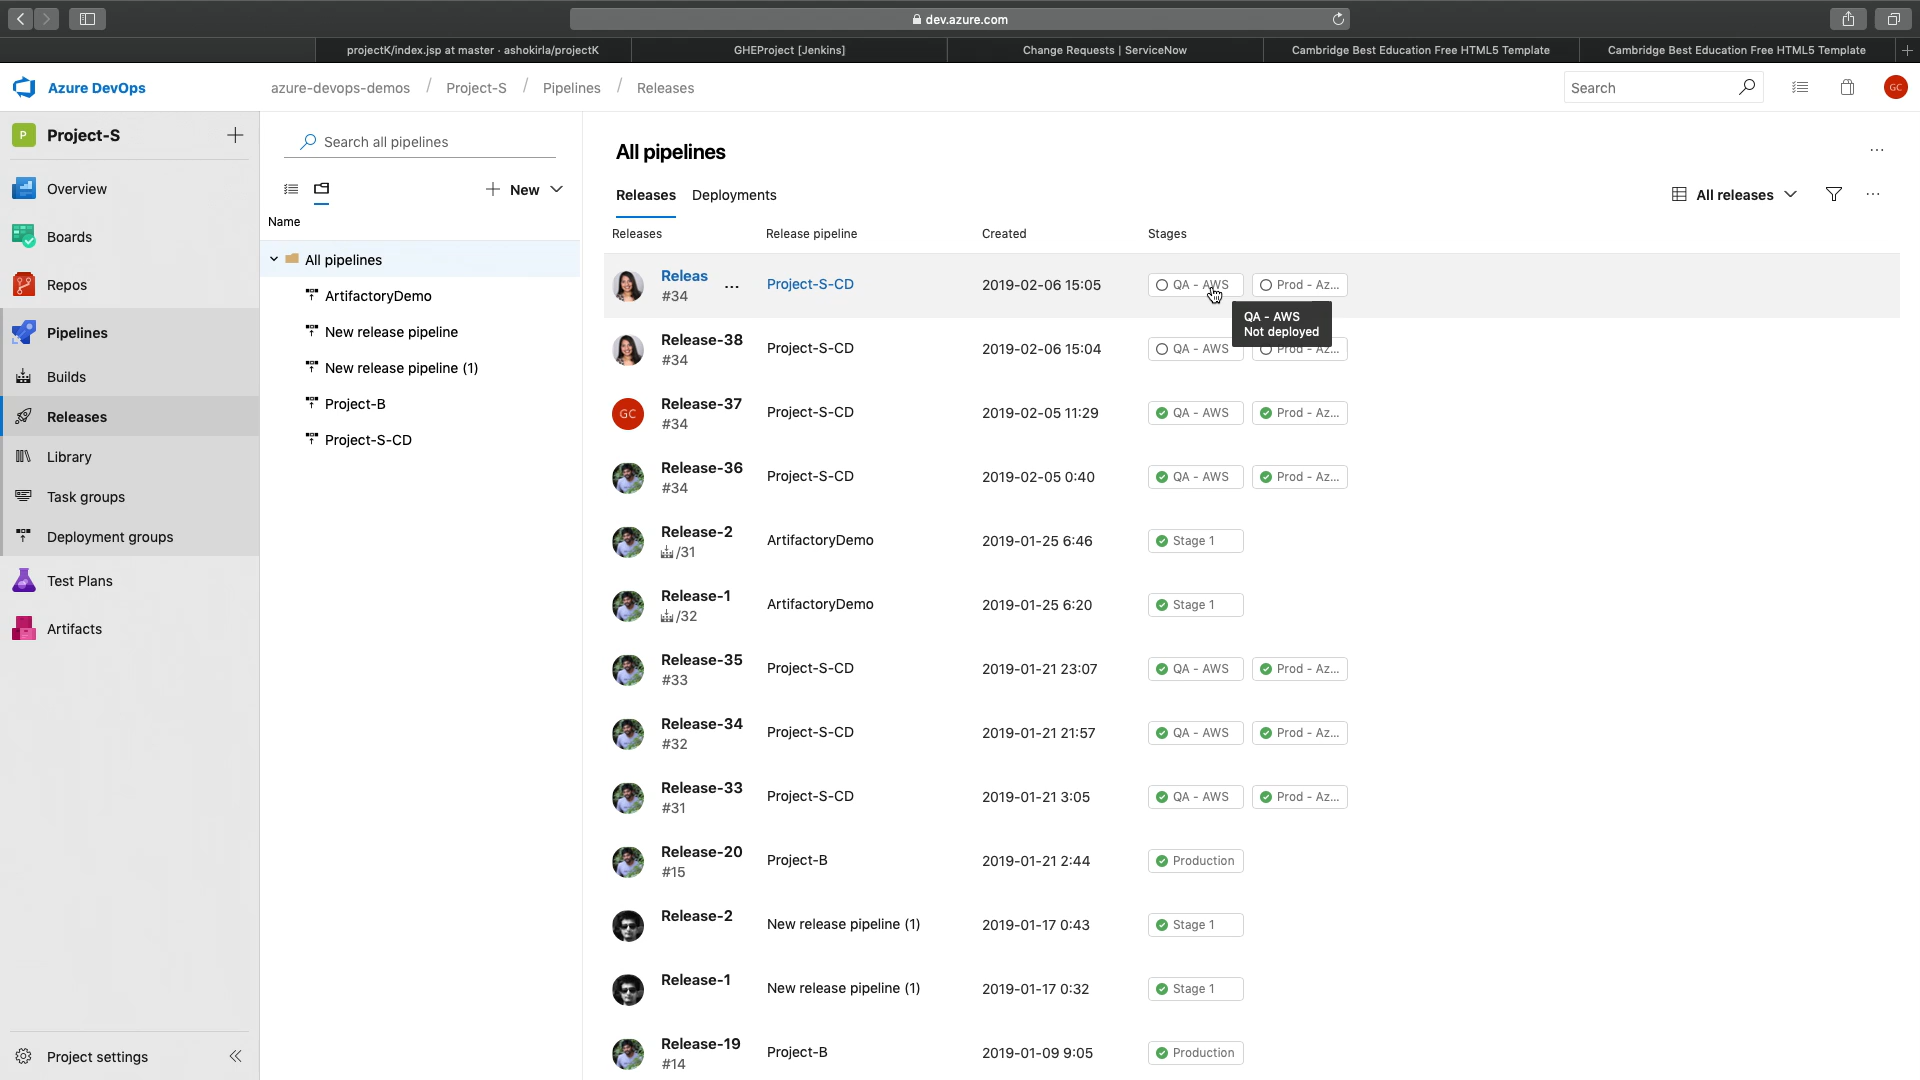 dev.azure.com
projectK/index.jsp at master · ashokirla/projectK
GHEProject [Jenkins]
Change Requests | ServiceNow
Cambridge Best Education Free HTML5 Template
Cambridge Best Education Free HTML5 Template
Azure DevOps
azure-devops-demos / Project-S / Pipelines / Releases
Search
GC
P
Project-S
Overview
Boards
Repos
Pipelines
Builds
Releases
Library
Task groups
Deployment groups
Test Plans
Artifacts
Project settings
Search all pipelines
New
Name
All pipelines
ArtifactoryDemo
New release pipeline
New release pipeline (1)
Project-B
Project-S-CD
All pipelines
Releases Deployments
All releases
Releases Release pipeline Created Stages
Releas ... Project-S-CD 2019-02-06 15:05 QA - AWS Prod - Az...
#34
QA - AWS
Not deployed
Release-38 Project-S-CD 2019-02-06 15:04 QA - AWS Prod - Az...
#34
GC Release-37 Project-S-CD 2019-02-05 11:29 QA - AWS Prod - Az...
#34
Release-36 Project-S-CD 2019-02-05 0:40 QA - AWS Prod - Az...
#34
Release-2 ArtifactoryDemo 2019-01-25 6:46 Stage 1
/31
Release-1 ArtifactoryDemo 2019-01-25 6:20 Stage 1
/32
Release-35 Project-S-CD 2019-01-21 23:07 QA - AWS Prod - Az...
#33
Release-34 Project-S-CD 2019-01-21 21:57 QA - AWS Prod - Az...
#32
Release-33 Project-S-CD 2019-01-21 3:05 QA - AWS Prod - Az...
#31
Release-20 Project-B 2019-01-21 2:44 Production
#15
Release-2 New release pipeline (1) 2019-01-17 0:43 Stage 1
Release-1 New release pipeline (1) 2019-01-17 0:32 Stage 1
Release-19 Project-B 2019-01-09 9:05 Production
#14